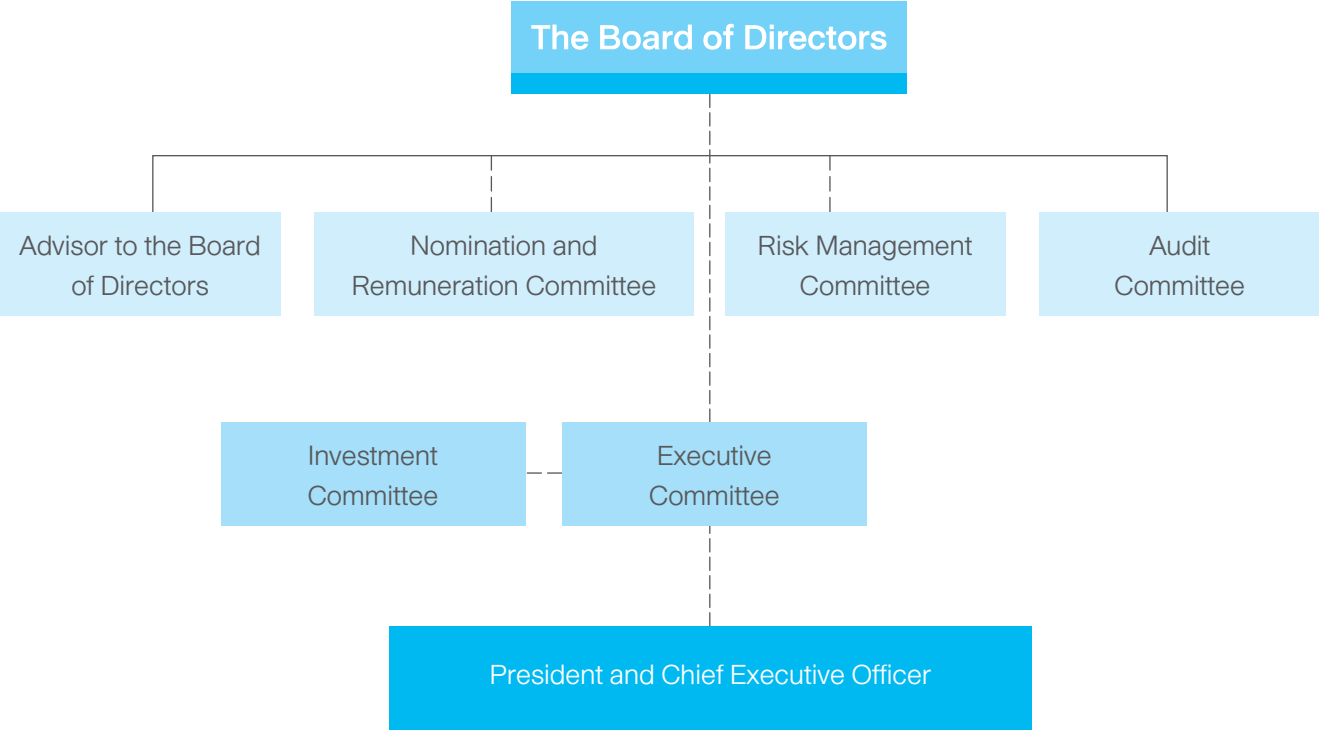 The Board of Directors
Advisor to the Board
of Directors
Nomination and
Remuneration Committee
Risk Management
Committee
Audit
Committee
Investment
Committee
Executive
Committee
President and Chief Executive Officer